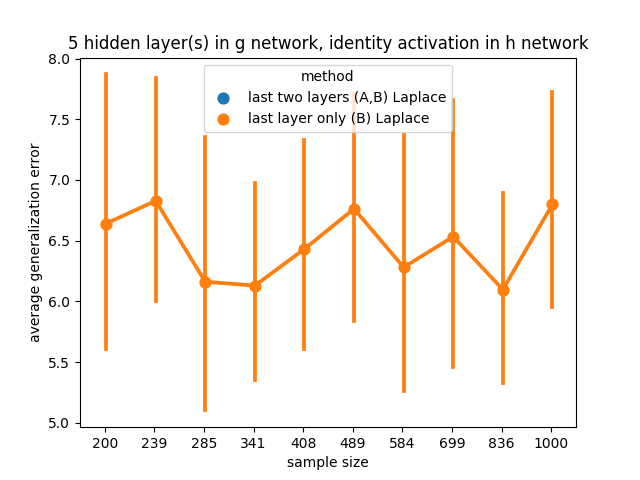 5 hidden layer(s) in g network, identity activation in h network
method
last two layers (A,B) Laplace
last layer only (B) Laplace
average generalization error
8.0
7.5
7.0
6.5
6.0
5.5
5.0
200 239 285 341 408 489 584 699 836 1000
sample size